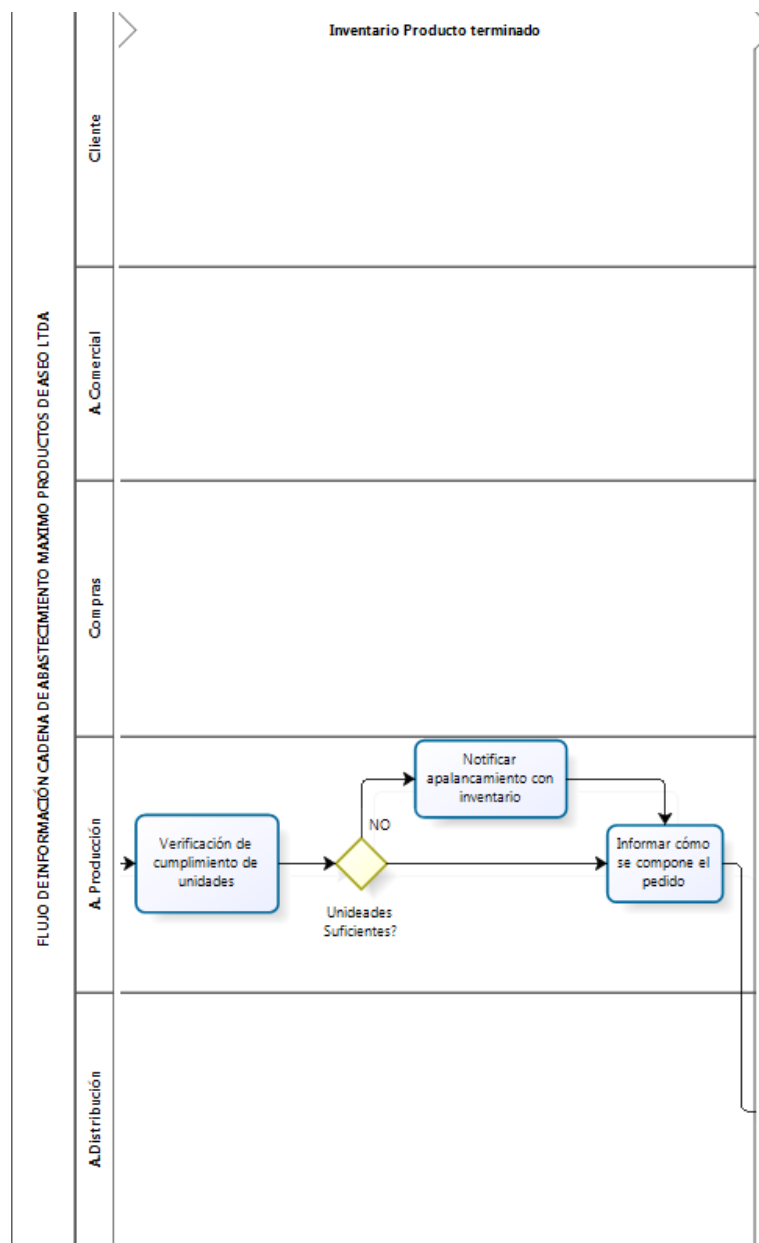 Inventario Producto terminado
FLUJO DE INFORMACIÓN CADENA DE ABASTECIMIENTO MAXIMO PRODUCTOS DE ASEO LTDA
Cliente
A. Comercial
Compras
A. Producción
Verificación de
cumplimiento de
unidades
NO
Unideades
Suficientes?
Notificar
apalancamiento con
inventario
Informar cómo
se compone el
pedido
A.Distribución